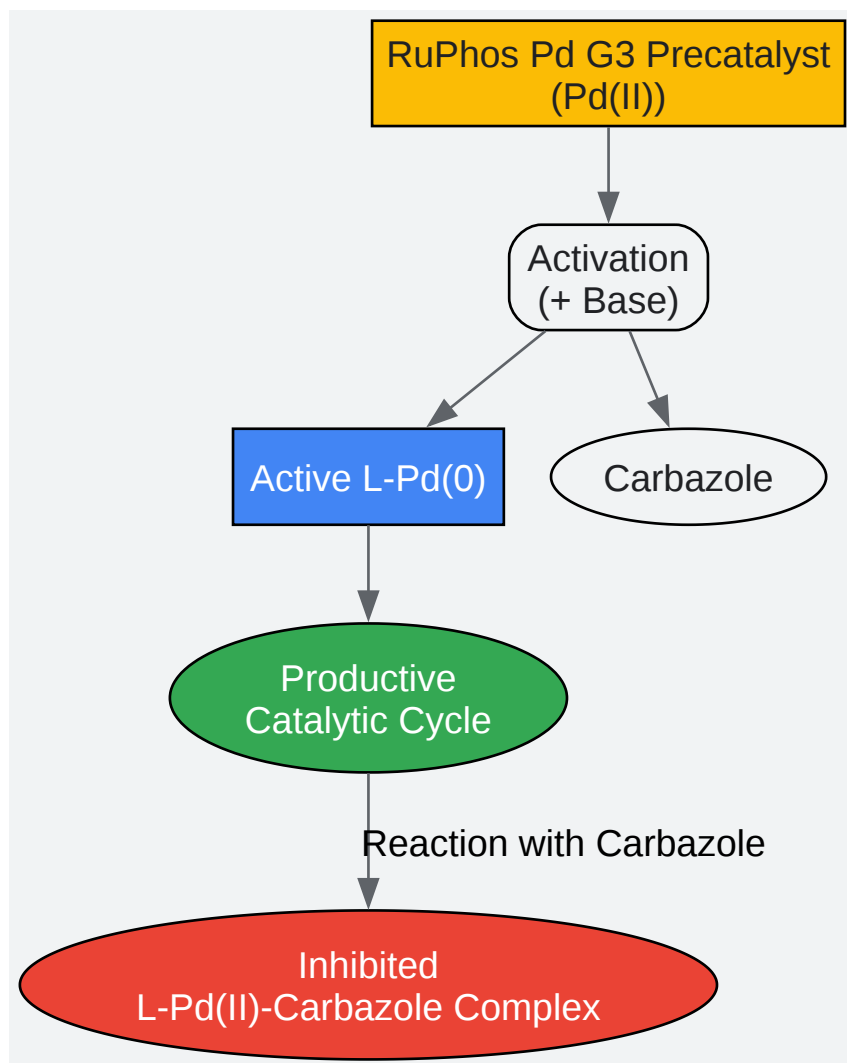 RuPhos Pd G3 Precatalyst
(Pd(II))
Activation
(+ Base)
Active L-Pd(0)
Carbazole
Productive
Catalytic Cycle
Reaction with Carbazole
Inhibited
L-Pd(II)-Carbazole Complex